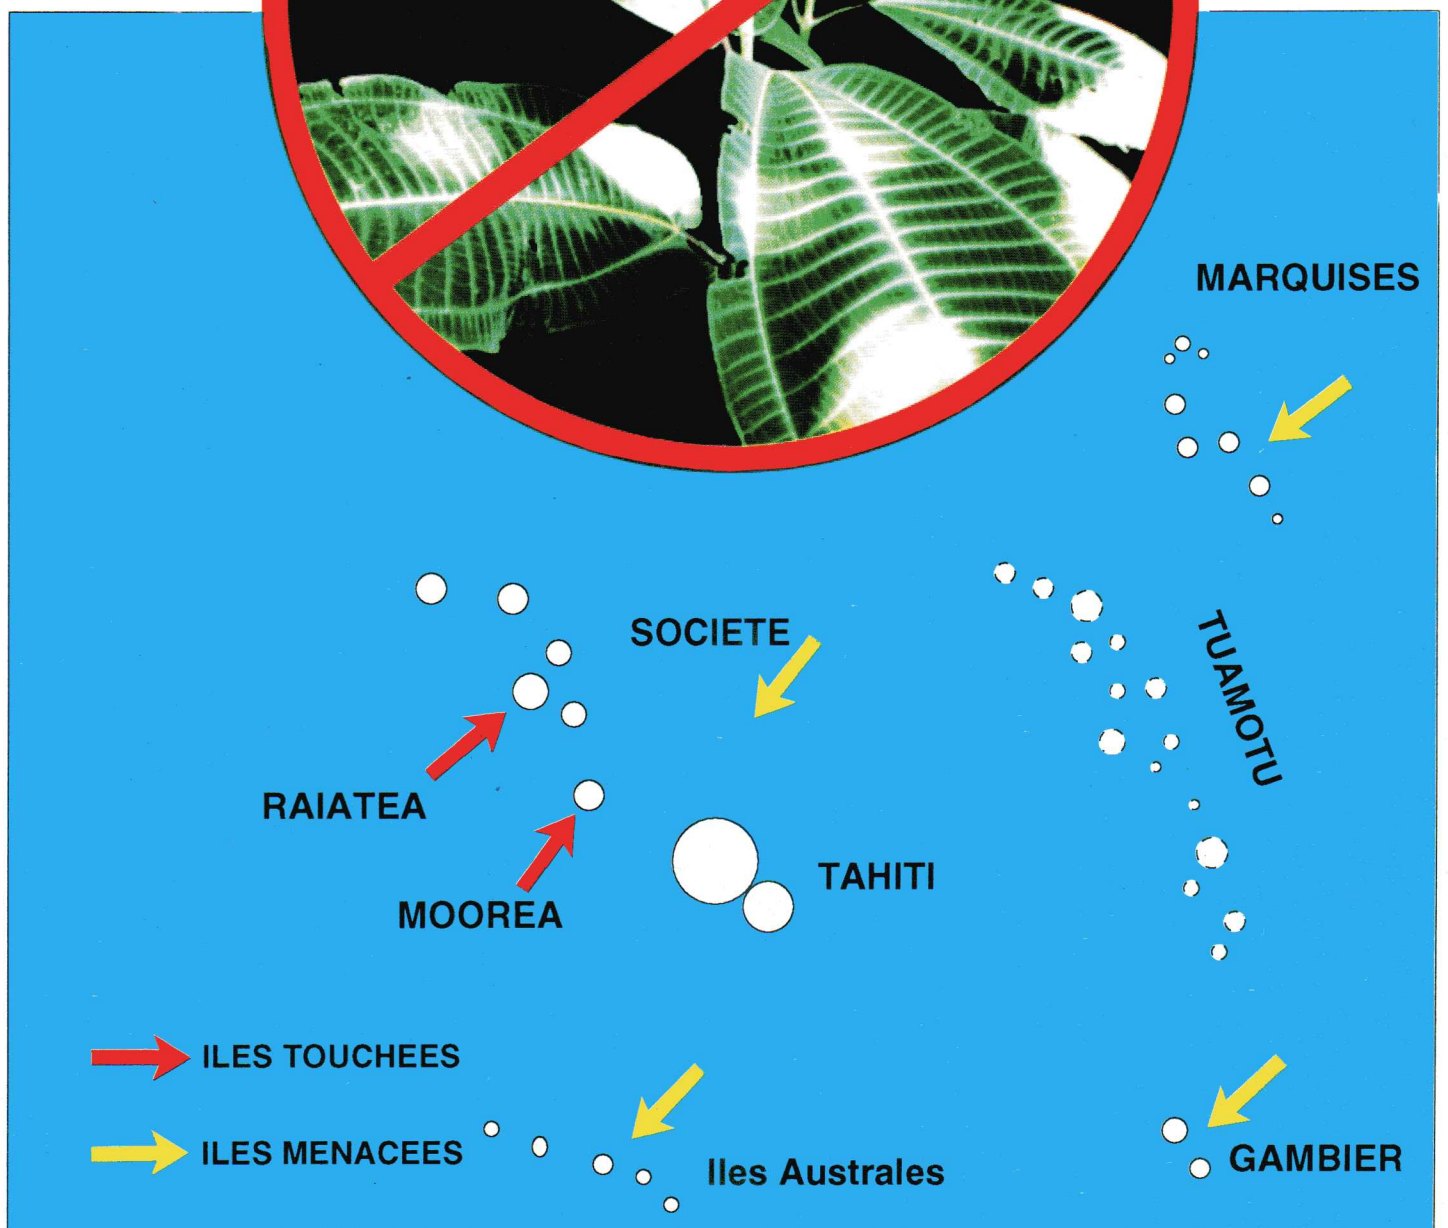 MARQUISES
SOCIETE
TUAMOTU
RAIATEA
MOOREA
TAHITI
ILES TOUCHEES
ILES MENACEES
Iles Australes
GAMBIER